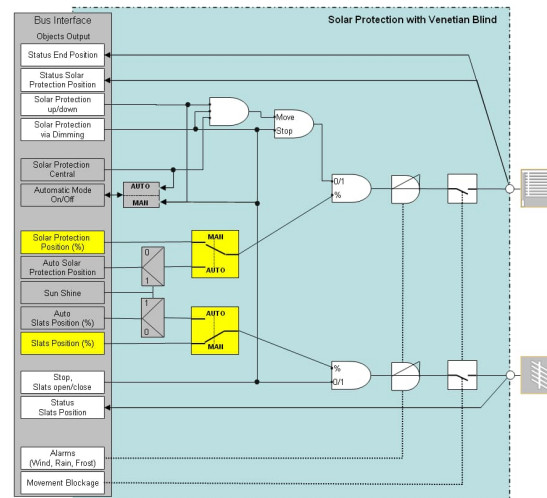 Bus Interface
Objects Output
Solar Protection with Venetian Blind
Status End Position
Status Solar
Protection Position
Solar Protection
up/down
Solar Protection
via Dimming
Move
Stop
Solar Protection
Central
Automatic Mode
On/Off
AUTO
MAN
0/1
%
Solar Protection
Position (%)
Auto Solar
Protection Position
0
1
MAN
AUTO
Sun Shine
Auto
Slats Position (%)
Slats Position (%)
1
0
AUTO
MAN
%
0/1
Stop,
Slats open/close
Status
Slats Position
Alarms
(Wind, Rain, Frost)
Movement Blockage